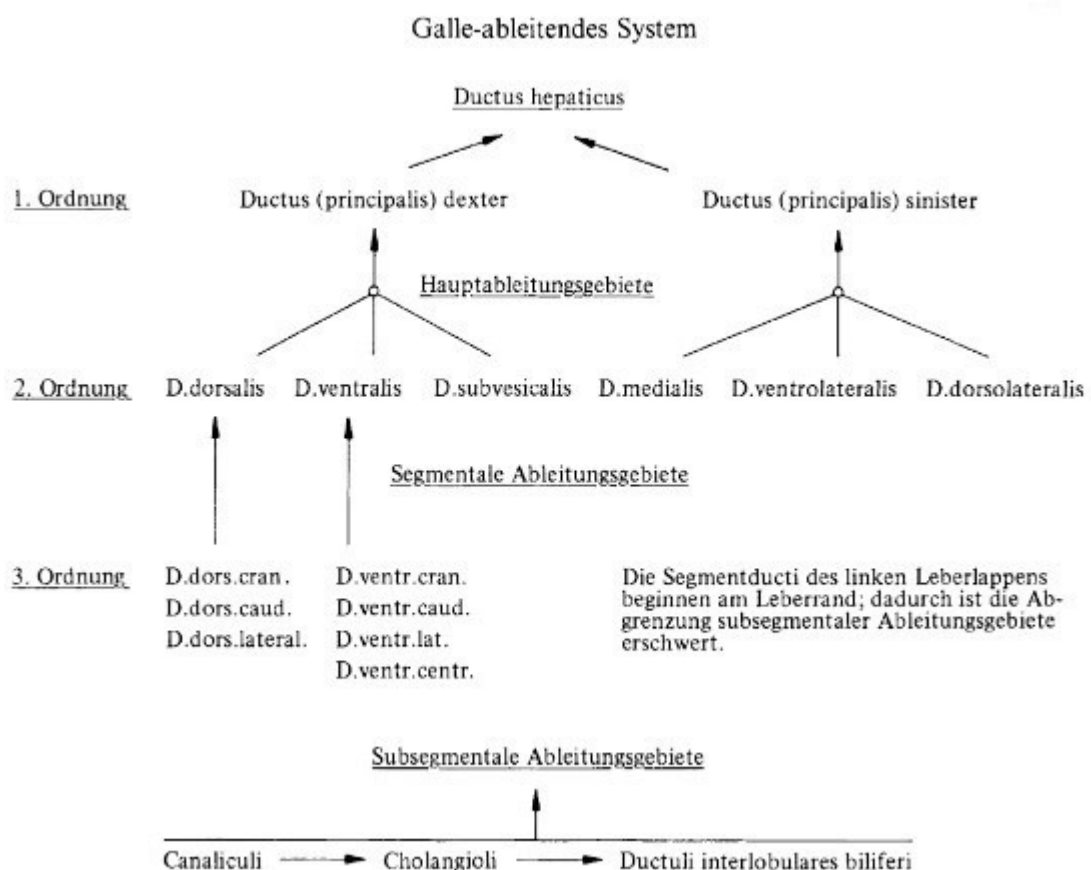 Galle-ableitendes System
Ductus hepaticus
1. Ordnung Ductus (principalis) dexter Ductus (principalis) sinister
Hauptableitungsgebiete
2. Ordnung D.dorsalis D.ventralis D.subvesicalis D.medialis D.ventrolateralis D.dorsolateralis
Segmentale Ableitungsgebiete
3. Ordnung D.dors.cran. D.ventr.cran. Die Segmentducti des linken Leberlappens
D.dors.caud. D.ventr.caud. beginnen am Leberrand; dadurch ist die Ab-
D.dors.lateral. D.ventr.lat. grenzung subsegmentaler Ableitungsgebiete
D.ventr.centr. erschwert.
Subsegmentale Ableitungsgebiete
Canaliculi Cholangioli Ductuli interlobulares biliferi